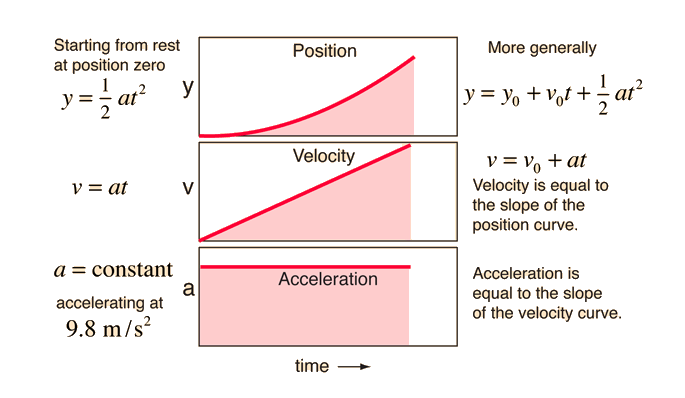 Starting from rest
at position zero
y = 1/2 at²
y
Position
More generally
y = y₀ + v₀t + 1/2 at²
v = at
v
Velocity
v = v₀ + at
Velocity is equal to
the slope of the
position curve.
a = constant
accelerating at
9.8 m/s²
a
Acceleration
Acceleration is
equal to the slope
of the velocity curve.
time